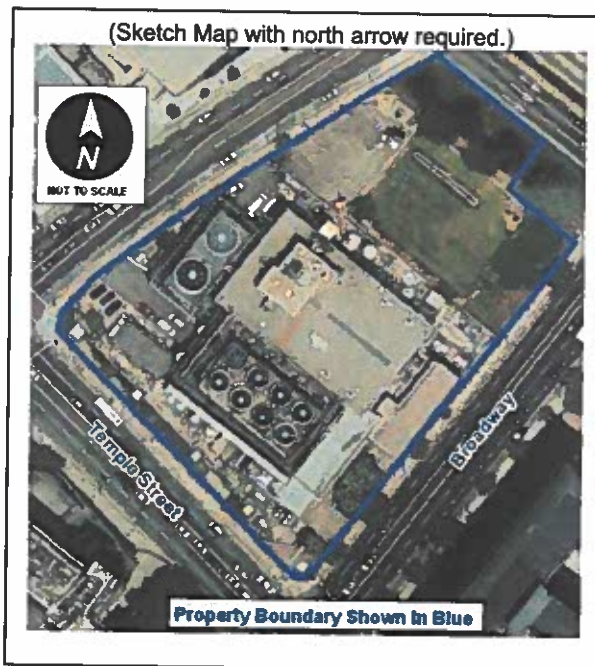 (Sketch Map with north arrow required.)
N
NOT TO SCALE
Temple Street
Broadway
Property Boundary Shown In Blue